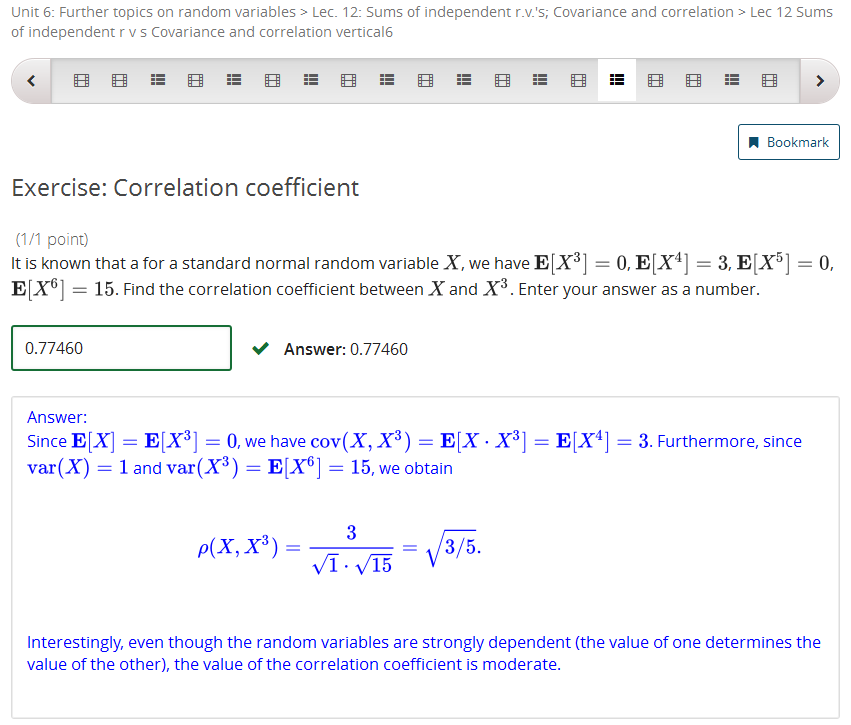 Unit 6: Further topics on random variables > Lec. 12: Sums of independent r.v.'s; Covariance and correlation > Lec 12 Sums
of independent r v s Covariance and correlation vertical6
Bookmark
Exercise: Correlation coefficient
(1/1 point)
It is known that a for a standard normal random variable X, we have E[X³] = 0, E[X⁴] = 3, E[X⁵] = 0,
E[X⁶] = 15. Find the correlation coefficient between X and X³. Enter your answer as a number.
0.77460
Answer: 0.77460
Answer:
Since E[X] = E[X³] = 0, we have cov(X, X³) = E[X · X³] = E[X⁴] = 3. Furthermore, since
var(X) = 1 and var(X³) = E[X⁶] = 15, we obtain
ρ(X, X³) = 3 / (√1 · √15) = √(3/5).
Interestingly, even though the random variables are strongly dependent (the value of one determines the
value of the other), the value of the correlation coefficient is moderate.